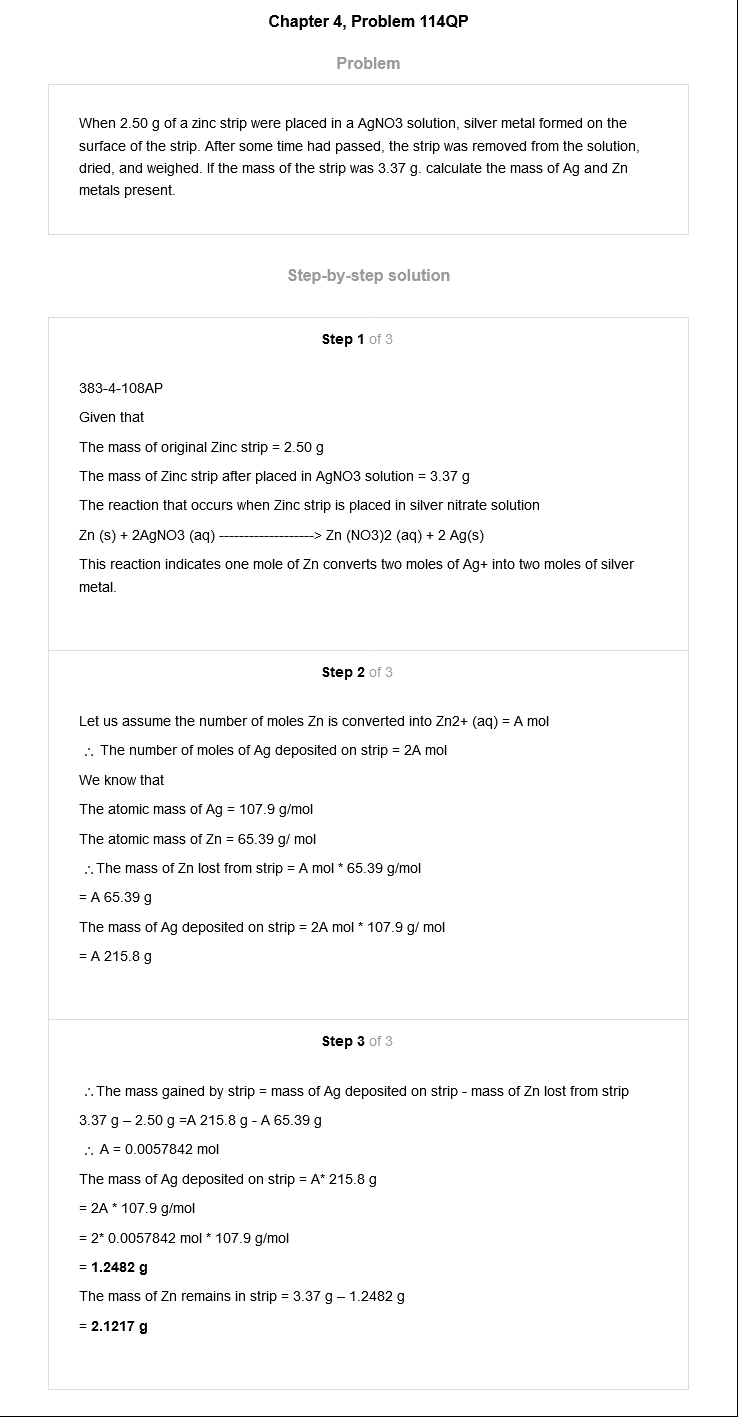 Chapter 4, Problem 114QP
Problem
When 2.50 g of a zinc strip were placed in a AgNO3 solution, silver metal formed on the
surface of the strip. After some time had passed, the strip was removed from the solution,
dried, and weighed. If the mass of the strip was 3.37 g. calculate the mass of Ag and Zn
metals present.
Step-by-step solution
Step 1 of 3
383-4-108AP
Given that
The mass of original Zinc strip = 2.50 g
The mass of Zinc strip after placed in AgNO3 solution = 3.37 g
The reaction that occurs when Zinc strip is placed in silver nitrate solution
Zn (s) + 2AgNO3 (aq) -------------------> Zn (NO3)2 (aq) + 2 Ag(s)
This reaction indicates one mole of Zn converts two moles of Ag+ into two moles of silver
metal.
Step 2 of 3
Let us assume the number of moles Zn is converted into Zn2+ (aq) = A mol
∴ The number of moles of Ag deposited on strip = 2A mol
We know that
The atomic mass of Ag = 107.9 g/mol
The atomic mass of Zn = 65.39 g/ mol
∴The mass of Zn lost from strip = A mol * 65.39 g/mol
= A 65.39 g
The mass of Ag deposited on strip = 2A mol * 107.9 g/ mol
= A 215.8 g
Step 3 of 3
∴The mass gained by strip = mass of Ag deposited on strip - mass of Zn lost from strip
3.37 g – 2.50 g =A 215.8 g - A 65.39 g
∴ A = 0.0057842 mol
The mass of Ag deposited on strip = A* 215.8 g
= 2A * 107.9 g/mol
= 2* 0.0057842 mol * 107.9 g/mol
= 1.2482 g
The mass of Zn remains in strip = 3.37 g – 1.2482 g
= 2.1217 g